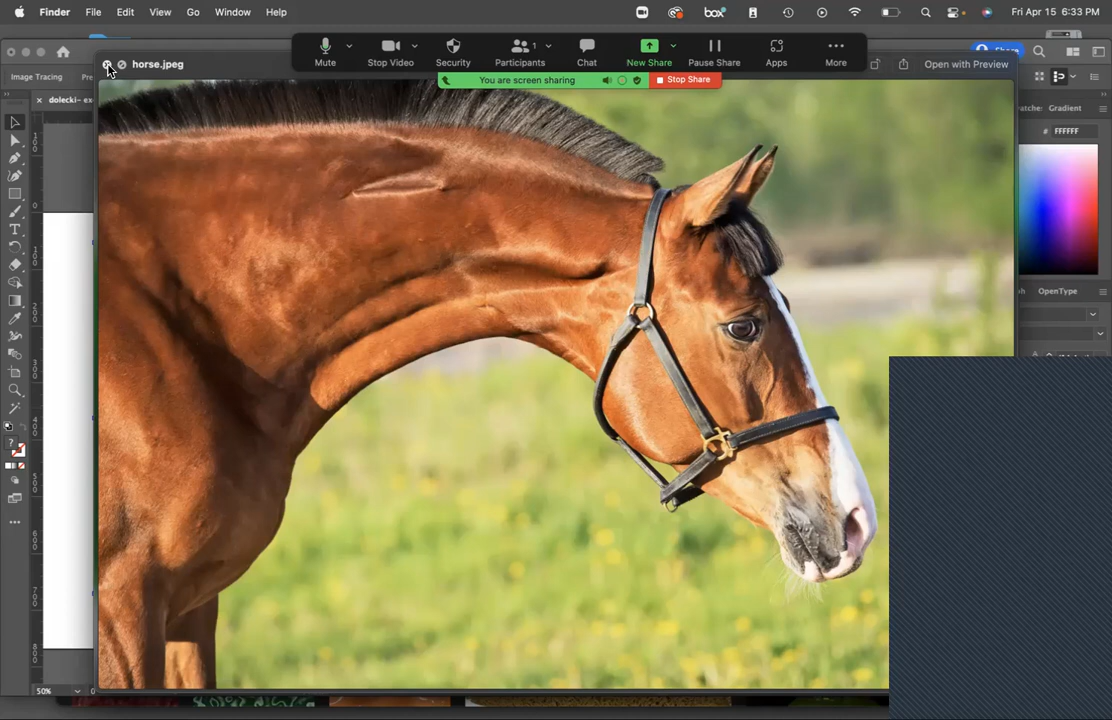 Finder File Edit View Go Window Help box Fri Apr 15 6:33 PM
Mute Stop Video Security Participants 1 Chat New Share Pause Share Apps More
horse.jpeg Open with Preview Share
You are screen sharing Stop Share
Image Tracing
dolecki– Gradient
# FFFFFF
OpenType
50%